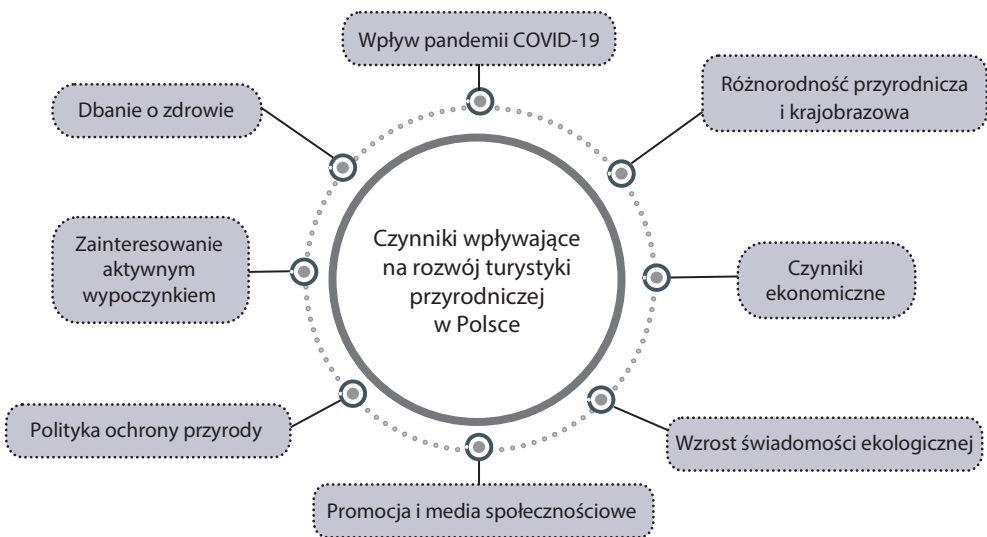 Wpływ pandemii COVID-19
Różnorodność przyrodnicza
i krajobrazowa
Dbanie o zdrowie
Zainteresowanie
aktywnym
wypoczynkiem
Czynniki wpływające
na rozwój turystyki
przyrodniczej
w Polsce
Czynniki
ekonomiczne
Polityka ochrony przyrody
Wzrost świadomości ekologicznej
Promocja i media społecznościowe